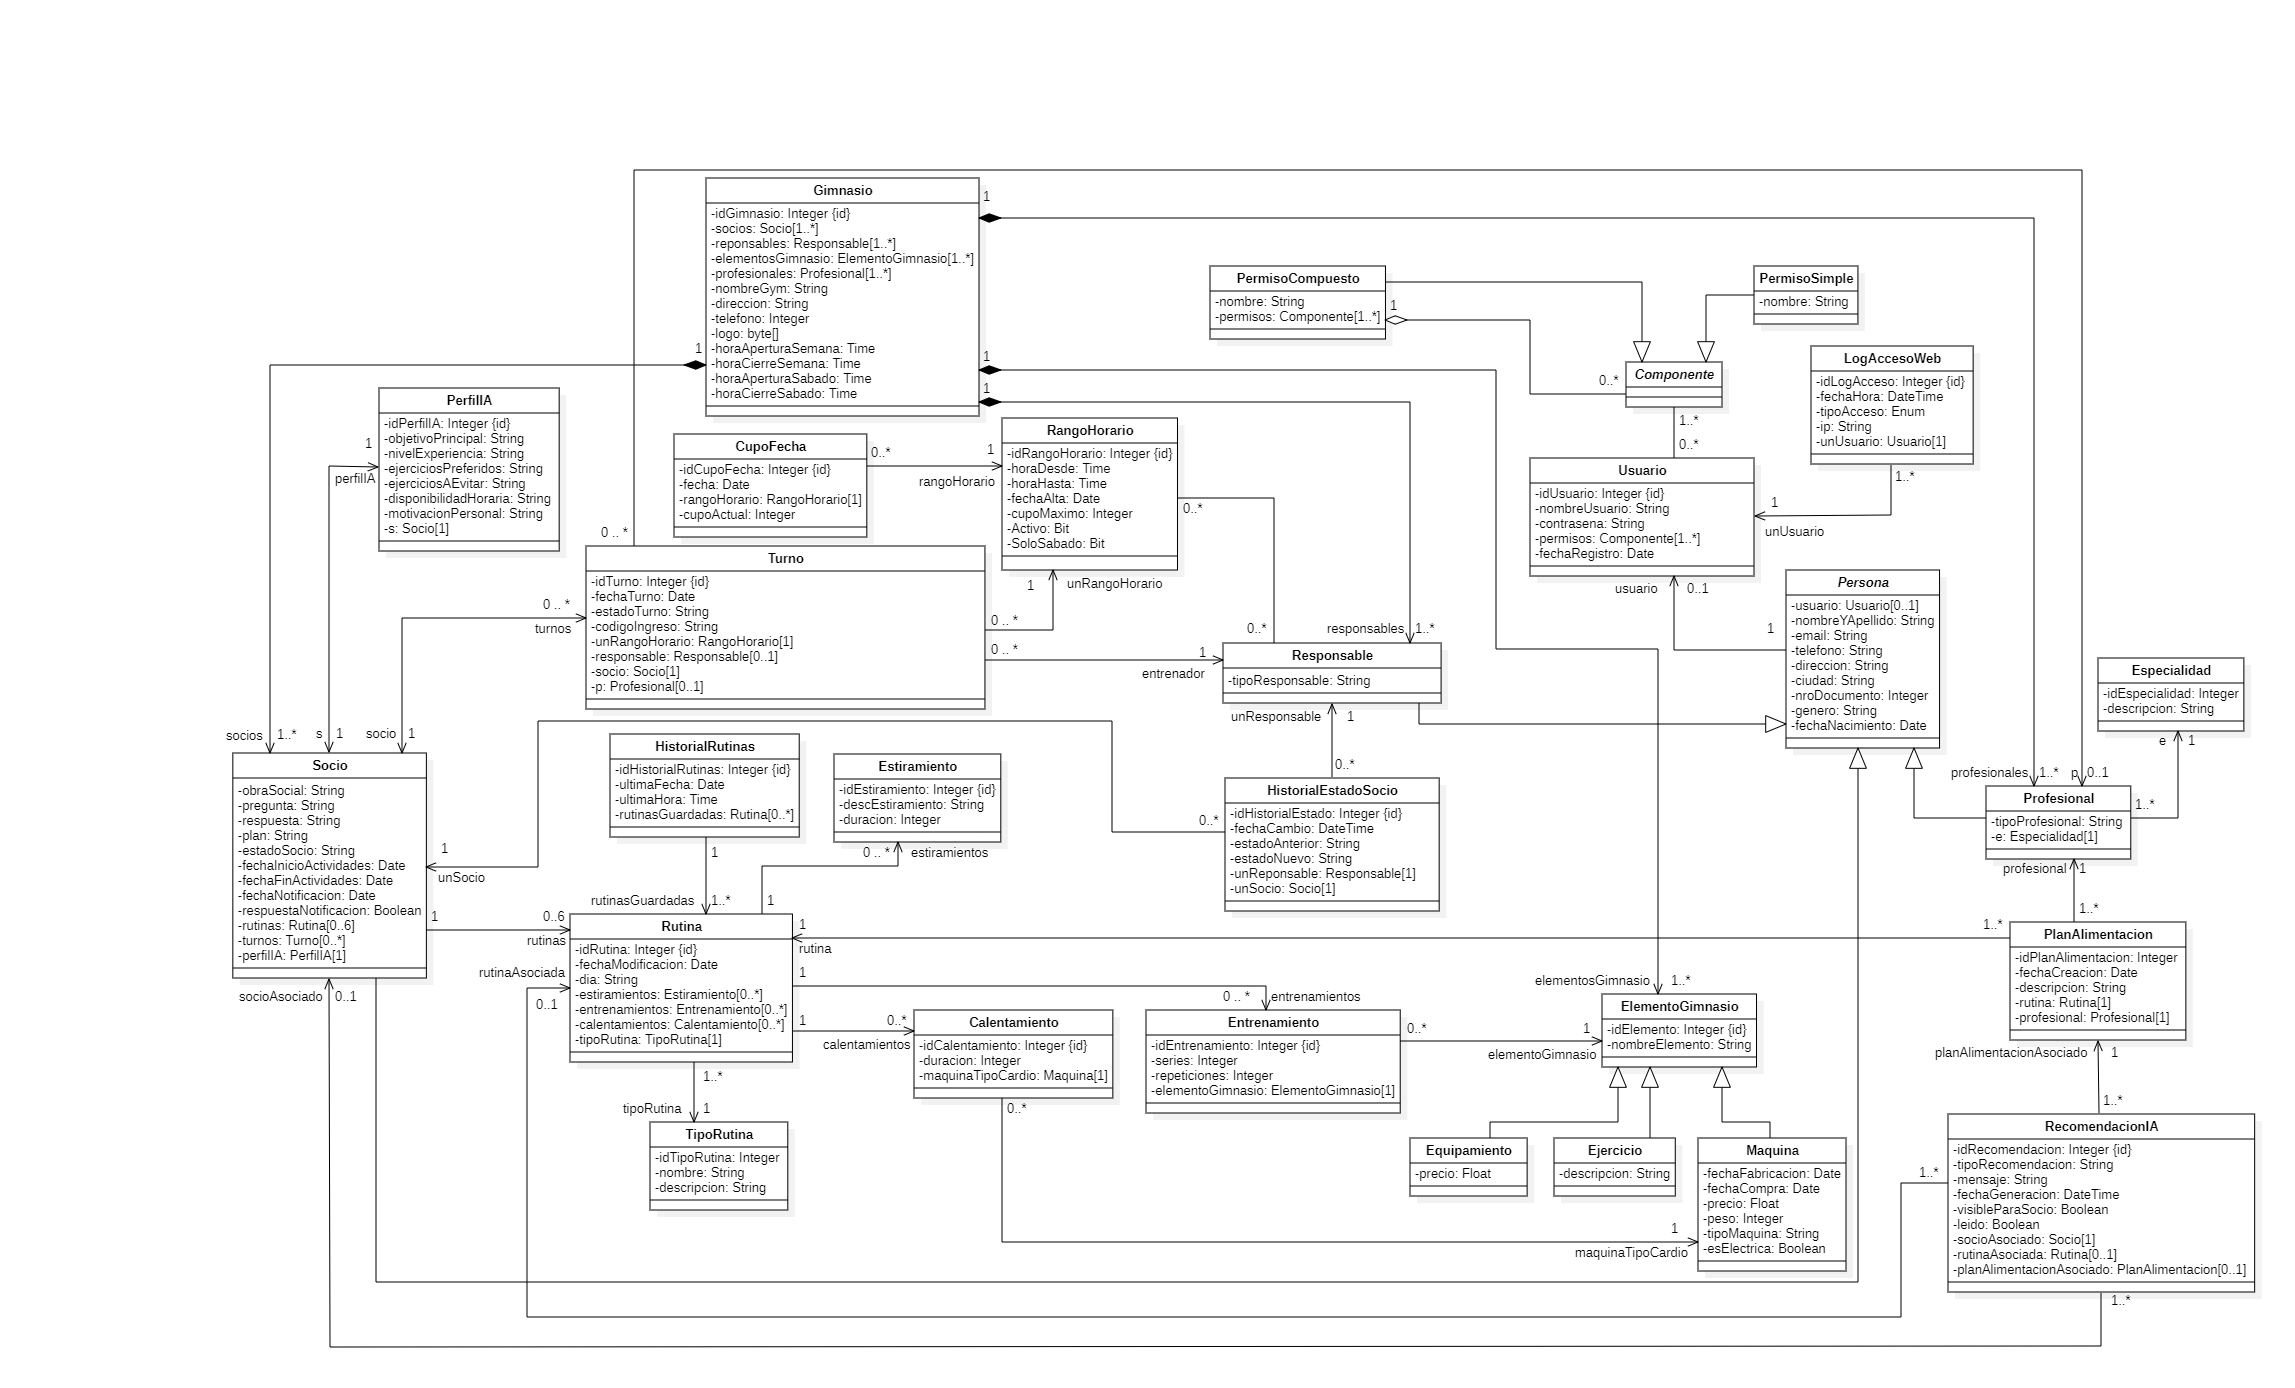 Gimnasio
-idGimnasio: Integer {id}
-socios: Socio[1..*]
-reponsables: Responsable[1..*]
-elementosGimnasio: ElementoGimnasio[1..*]
-profesionales: Profesional[1..*]
-nombreGym: String
-direccion: String
-telefono: Integer
-logo: byte[]
-horaAperturaSemana: Time
-horaCierreSemana: Time
-horaAperturaSabado: Time
-horaCierreSabado: Time
1
1
1
1
PermisoCompuesto
-nombre: String
-permisos: Componente[1..*]
1
PermisoSimple
-nombre: String
Componente
0..*
1..*
0..*
LogAccesoWeb
-idLogAcceso: Integer {id}
-fechaHora: DateTime
-tipoAcceso: Enum
-ip: String
-unUsuario: Usuario[1]
1..*
1
unUsuario
PerfilIA
-idPerfilIA: Integer {id}
-objetivoPrincipal: String
-nivelExperiencia: String
-ejerciciosPreferidos: String
-ejerciciosAEvitar: String
-disponibilidadHoraria: String
-motivacionPersonal: String
-s: Socio[1]
1
perfilIA
CupoFecha
-idCupoFecha: Integer {id}
-fecha: Date
-rangoHorario: RangoHorario[1]
-cupoActual: Integer
0..*
1
rangoHorario
RangoHorario
-idRangoHorario: Integer {id}
-horaDesde: Time
-horaHasta: Time
-fechaAlta: Date
-cupoMaximo: Integer
-Activo: Bit
-SoloSabado: Bit
0..*
1
unRangoHorario
Usuario
-idUsuario: Integer {id}
-nombreUsuario: String
-contrasena: String
-permisos: Componente[1..*]
-fechaRegistro: Date
usuario
0..1
1
0 .. *
Turno
-idTurno: Integer {id}
-fechaTurno: Date
-estadoTurno: String
-codigoIngreso: String
-unRangoHorario: RangoHorario[1]
-responsable: Responsable[0..1]
-socio: Socio[1]
-p: Profesional[0..1]
0 .. *
turnos
0 .. *
0 .. *
1
entrenador
0..*
responsables
1..*
Responsable
-tipoResponsable: String
unResponsable
1
0..*
Persona
-usuario: Usuario[0..1]
-nombreYApellido: String
-email: String
-telefono: String
-direccion: String
-ciudad: String
-nroDocumento: Integer
-genero: String
-fechaNacimiento: Date
Especialidad
-idEspecialidad: Integer
-descripcion: String
e
1
socios
1..*
s
1
socio
1
Socio
-obraSocial: String
-pregunta: String
-respuesta: String
-plan: String
-estadoSocio: String
-fechaInicioActividades: Date
-fechaFinActividades: Date
-fechaNotificacion: Date
-respuestaNotificacion: Boolean
-rutinas: Rutina[0..6]
-turnos: Turno[0..*]
-perfilIA: PerfilIA[1]
1
unSocio
1
0..6
rutinas
socioAsociado
0..1
HistorialRutinas
-idHistorialRutinas: Integer {id}
-ultimaFecha: Date
-ultimaHora: Time
-rutinasGuardadas: Rutina[0..*]
1
rutinasGuardadas
1..*
Estiramiento
-idEstiramiento: Integer {id}
-descEstiramiento: String
-duracion: Integer
0 .. *
estiramientos
1
HistorialEstadoSocio
-idHistorialEstado: Integer {id}
-fechaCambio: DateTime
-estadoAnterior: String
-estadoNuevo: String
-unReponsable: Responsable[1]
-unSocio: Socio[1]
0..*
profesionales
1..*
p
0..1
Profesional
-tipoProfesional: String
-e: Especialidad[1]
1..*
profesional
1
1..*
Rutina
-idRutina: Integer {id}
-fechaModificacion: Date
-dia: String
-estiramientos: Estiramiento[0..*]
-entrenamientos: Entrenamiento[0..*]
-calentamientos: Calentamiento[0..*]
-tipoRutina: TipoRutina[1]
1
rutina
1
1
rutinaAsociada
0..1
1..*
tipoRutina
1
0..*
calentamientos
0 .. *
entrenamientos
1..*
PlanAlimentacion
-idPlanAlimentacion: Integer
-fechaCreacion: Date
-descripcion: String
-rutina: Rutina[1]
-profesional: Profesional[1]
planAlimentacionAsociado
1
1..*
Calentamiento
-idCalentamiento: Integer {id}
-duracion: Integer
-maquinaTipoCardio: Maquina[1]
0..*
Entrenamiento
-idEntrenamiento: Integer {id}
-series: Integer
-repeticiones: Integer
-elementoGimnasio: ElementoGimnasio[1]
0..*
1
elementoGimnasio
elementosGimnasio
1..*
ElementoGimnasio
-idElemento: Integer {id}
-nombreElemento: String
TipoRutina
-idTipoRutina: Integer
-nombre: String
-descripcion: String
Equipamiento
-precio: Float
Ejercicio
-descripcion: String
Maquina
-fechaFabricacion: Date
-fechaCompra: Date
-precio: Float
-peso: Integer
-tipoMaquina: String
-esElectrica: Boolean
1
maquinaTipoCardio
RecomendacionIA
-idRecomendacion: Integer {id}
-tipoRecomendacion: String
-mensaje: String
-fechaGeneracion: DateTime
-visibleParaSocio: Boolean
-leido: Boolean
-socioAsociado: Socio[1]
-rutinaAsociada: Rutina[0..1]
-planAlimentacionAsociado: PlanAlimentacion[0..1]
1..*
1..*